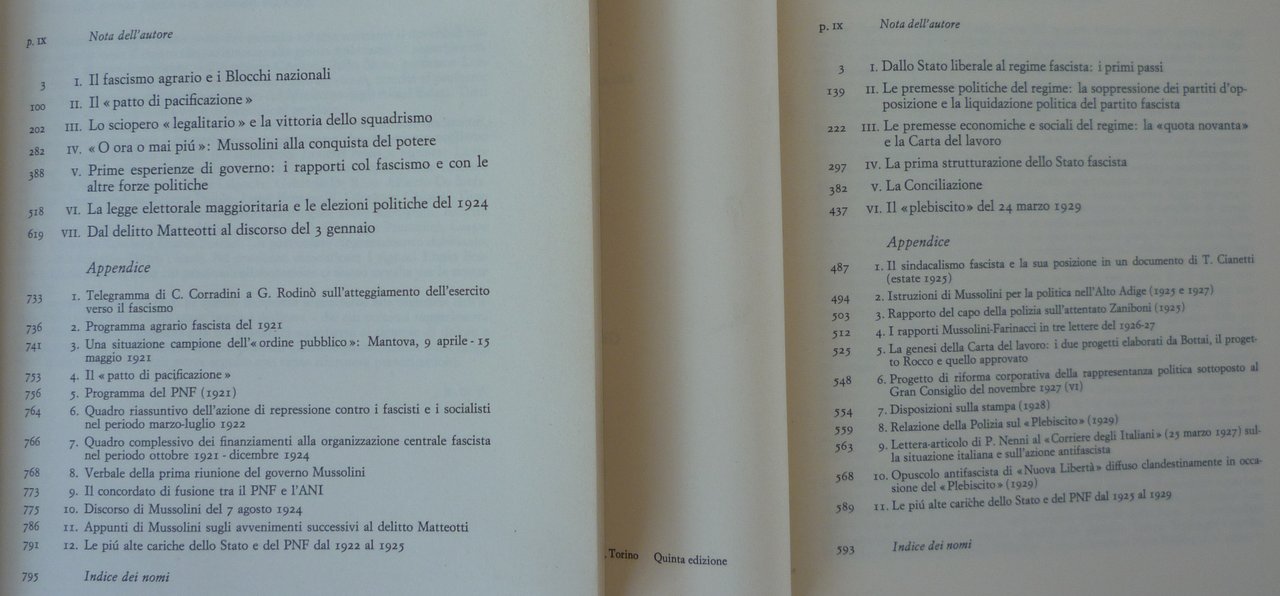 p. IX Nota dell'autore
3 I. Il fascismo agrario e i Blocchi nazionali
100 II. Il « patto di pacificazione »
202 III. Lo sciopero « legalitario » e la vittoria dello squadrismo
282 IV. « O ora o mai piú »: Mussolini alla conquista del potere
388 V. Prime esperienze di governo: i rapporti col fascismo e con le
altre forze politiche
518 VI. La legge elettorale maggioritaria e le elezioni politiche del 1924
619 VII. Dal delitto Matteotti al discorso del 3 gennaio
Appendice
733 1. Telegramma di C. Corradini a G. Rodinò sull'atteggiamento dell'esercito
verso il fascismo
736 2. Programma agrario fascista del 1921
741 3. Una situazione campione dell'« ordine pubblico »: Mantova, 9 aprile - 15
maggio 1921
753 4. Il « patto di pacificazione »
756 5. Programma del PNF (1921)
764 6. Quadro riassuntivo dell'azione di repressione contro i fascisti e i socialisti
nel periodo marzo-luglio 1922
766 7. Quadro complessivo dei finanziamenti alla organizzazione centrale fascista
nel periodo ottobre 1921 - dicembre 1924
768 8. Verbale della prima riunione del governo Mussolini
773 9. Il concordato di fusione tra il PNF e l'ANI
775 10. Discorso di Mussolini del 7 agosto 1924
786 11. Appunti di Mussolini sugli avvenimenti successivi al delitto Matteotti
791 12. Le piú alte cariche dello Stato e del PNF dal 1922 al 1925
795 Indice dei nomi
. Torino Quinta edizione
p. IX Nota dell'autore
3 I. Dallo Stato liberale al regime fascista: i primi passi
139 II. Le premesse politiche del regime: la soppressione dei partiti d'op-
posizione e la liquidazione politica del partito fascista
222 III. Le premesse economiche e sociali del regime: la «quota novanta»
e la Carta del lavoro
297 IV. La prima strutturazione dello Stato fascista
382 V. La Conciliazione
437 VI. Il «plebiscito» del 24 marzo 1929
Appendice
487 1. Il sindacalismo fascista e la sua posizione in un documento di T. Cianetti
(estate 1925)
494 2. Istruzioni di Mussolini per la politica nell'Alto Adige (1925 e 1927)
503 3. Rapporto del capo della polizia sull'attentato Zaniboni (1925)
512 4. I rapporti Mussolini-Farinacci in tre lettere del 1926-27
525 5. La genesi della Carta del lavoro: i due progetti elaborati da Bottai, il proget-
to Rocco e quello approvato
548 6. Progetto di riforma corporativa della rappresentanza politica sottoposto al
Gran Consiglio del novembre 1927 (VI)
554 7. Disposizioni sulla stampa (1928)
559 8. Relazione della Polizia sul «Plebiscito» (1929)
563 9. Lettera-articolo di P. Nenni al «Corriere degli Italiani» (25 marzo 1927) sul-
la situazione italiana e sull'azione antifascista
568 10. Opuscolo antifascista di «Nuova Libertà» diffuso clandestinamente in occa-
sione del «Plebiscito» (1929)
589 11. Le piú alte cariche dello Stato e del PNF dal 1925 al 1929
593 Indice dei nomi